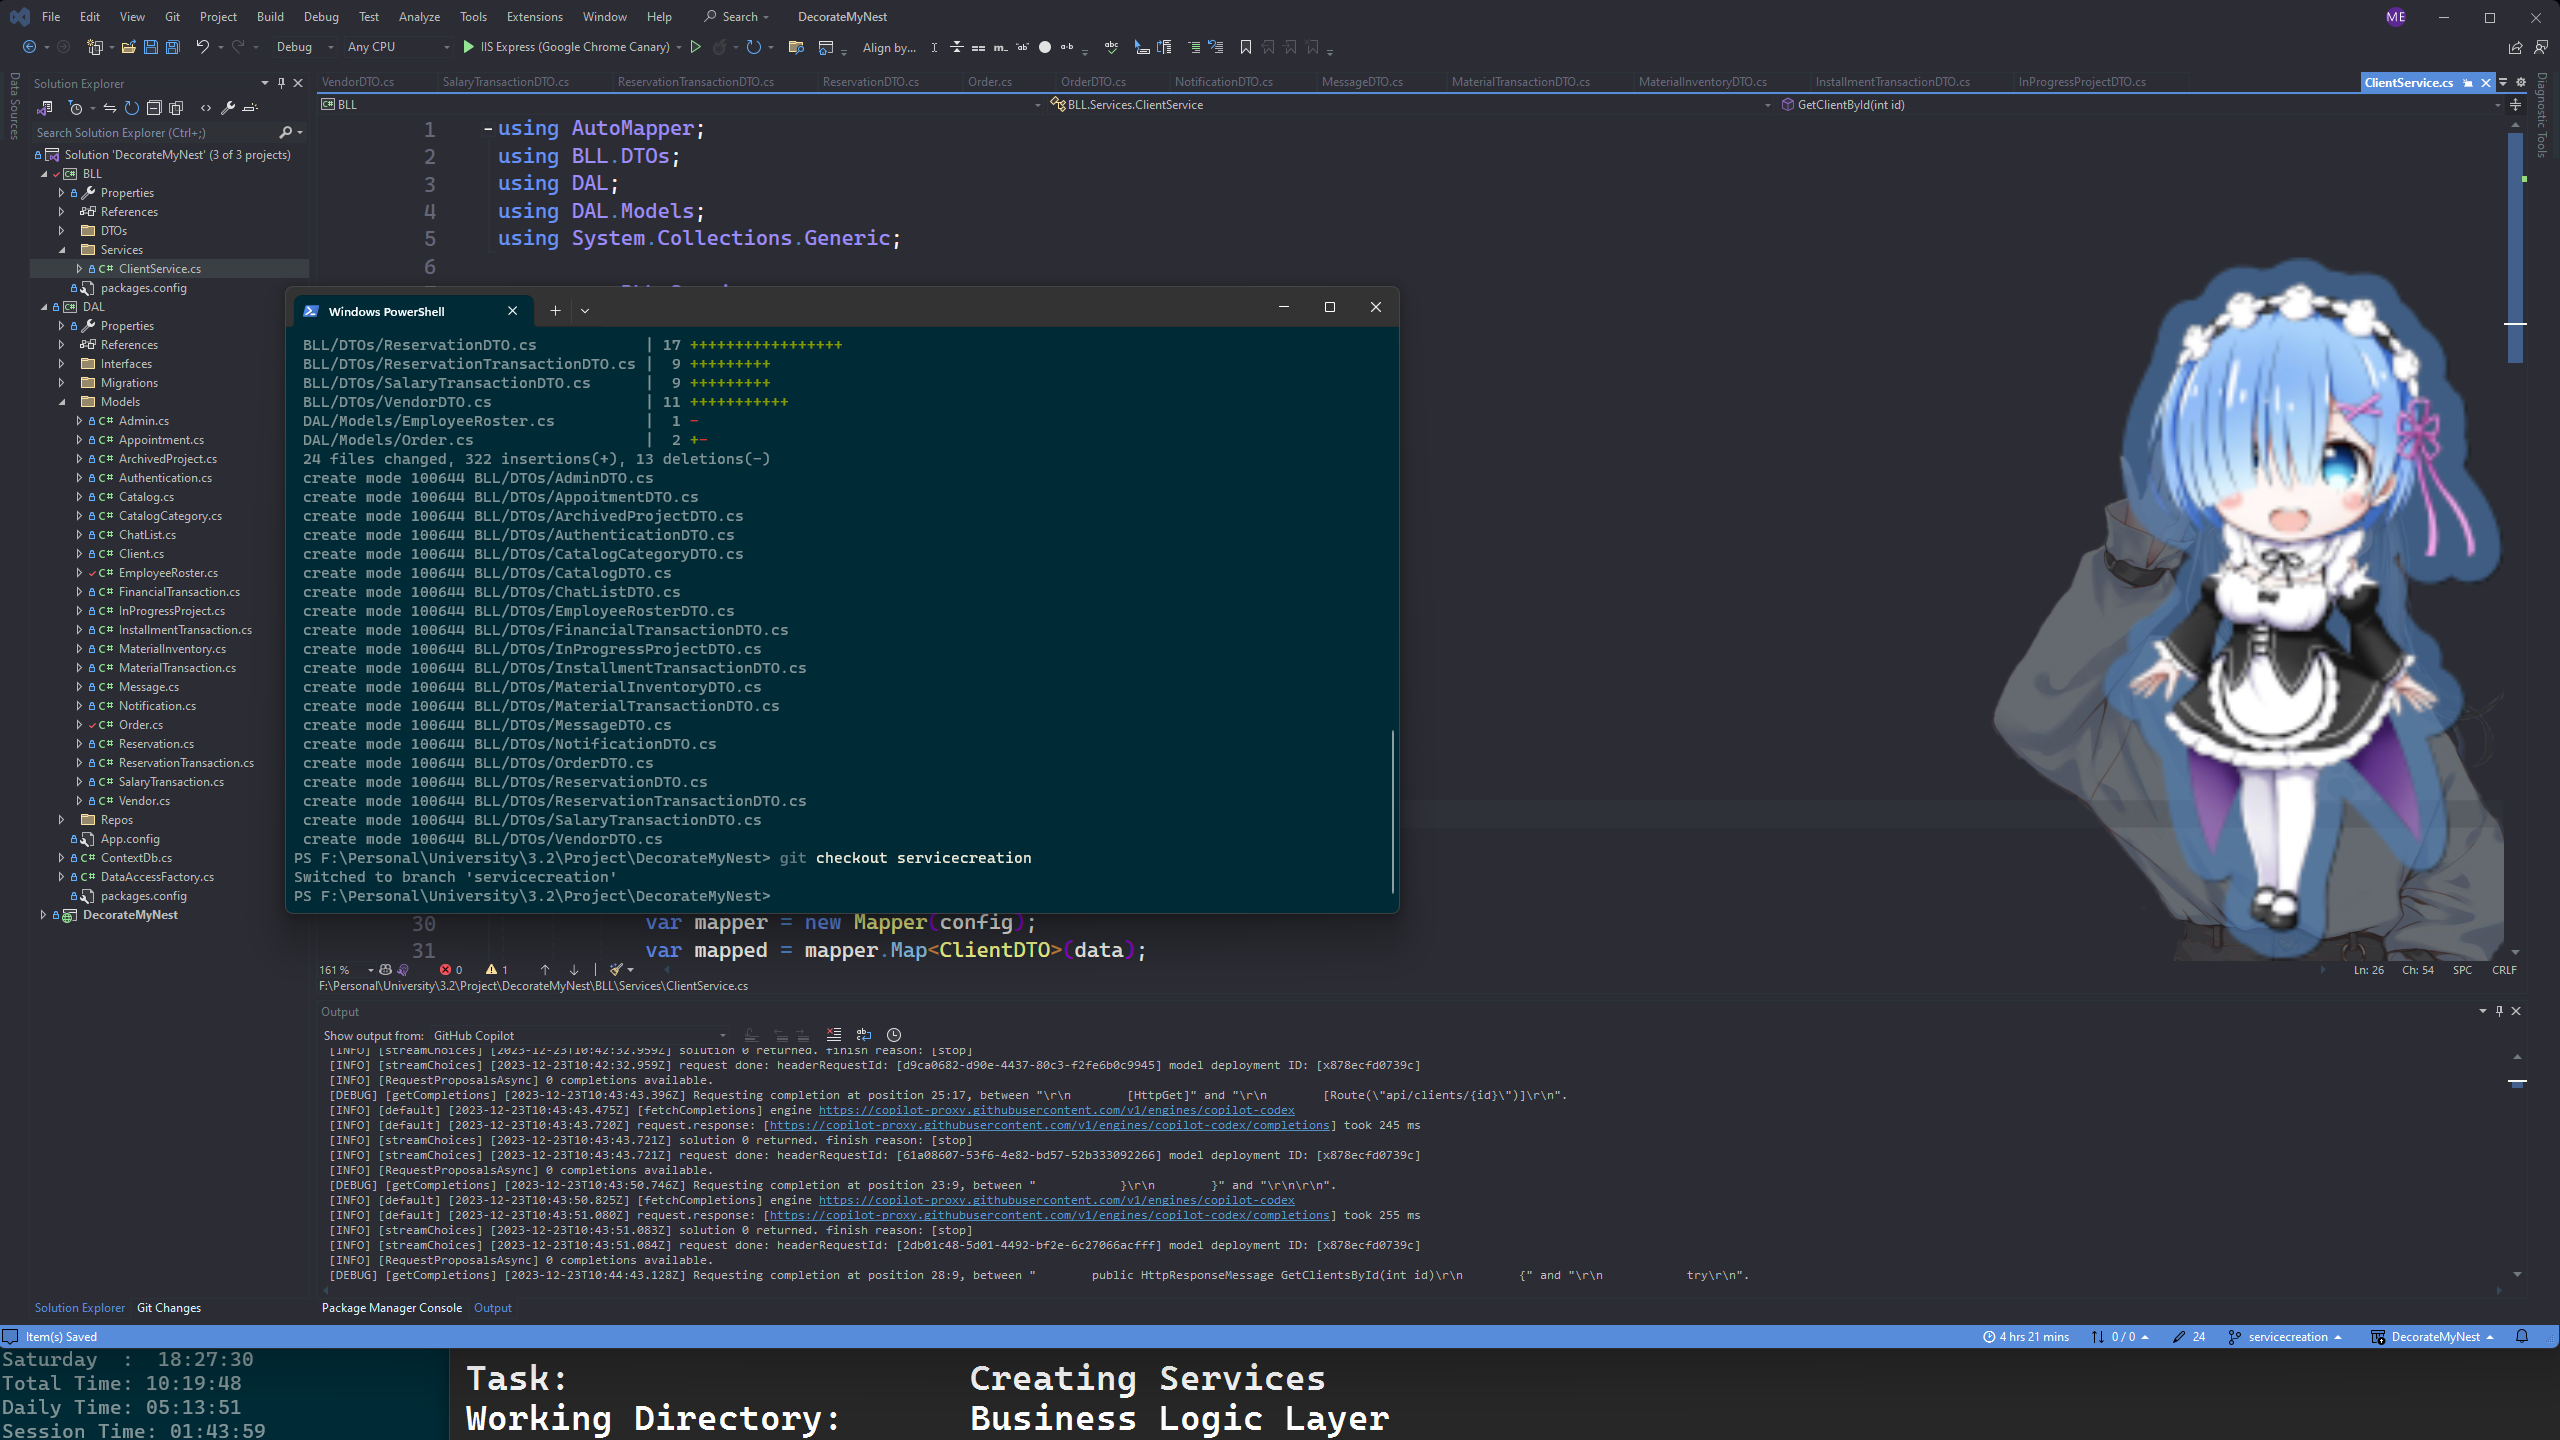 File Edit View Git Project Build Debug Test Analyze Tools Extensions Window Help Search DecorateMyNest ME
Debug Any CPU IIS Express (Google Chrome Canary) Align by...
Data Sources
Solution Explorer
Search Solution Explorer (Ctrl+;)
Solution 'DecorateMyNest' (3 of 3 projects)
BLL
Properties
References
DTOs
Services
ClientService.cs
packages.config
DAL
Properties
References
Interfaces
Migrations
Models
Admin.cs
Appointment.cs
ArchivedProject.cs
Authentication.cs
Catalog.cs
CatalogCategory.cs
ChatList.cs
Client.cs
EmployeeRoster.cs
FinancialTransaction.cs
InProgressProject.cs
InstallmentTransaction.cs
MaterialInventory.cs
MaterialTransaction.cs
Message.cs
Notification.cs
Order.cs
Reservation.cs
ReservationTransaction.cs
SalaryTransaction.cs
Vendor.cs
Repos
App.config
ContextDb.cs
DataAccessFactory.cs
packages.config
DecorateMyNest
Solution Explorer Git Changes
VendorDTO.cs SalaryTransactionDTO.cs ReservationTransactionDTO.cs ReservationDTO.cs Order.cs OrderDTO.cs NotificationDTO.cs MessageDTO.cs MaterialTransactionDTO.cs MaterialInventoryDTO.cs InstallmentTransactionDTO.cs InProgressProjectDTO.cs ClientService.cs
BLL BLL.Services.ClientService GetClientById(int id)
Diagnostic Tools
1 using AutoMapper;
2 using BLL.DTOs;
3 using DAL;
4 using DAL.Models;
5 using System.Collections.Generic;
6
Windows PowerShell
BLL/DTOs/ReservationDTO.cs | 17 +++++++++++++++++
BLL/DTOs/ReservationTransactionDTO.cs | 9 +++++++++
BLL/DTOs/SalaryTransactionDTO.cs | 9 +++++++++
BLL/DTOs/VendorDTO.cs | 11 +++++++++++
DAL/Models/EmployeeRoster.cs | 1 -
DAL/Models/Order.cs | 2 +-
24 files changed, 322 insertions(+), 13 deletions(-)
create mode 100644 BLL/DTOs/AdminDTO.cs
create mode 100644 BLL/DTOs/AppoitmentDTO.cs
create mode 100644 BLL/DTOs/ArchivedProjectDTO.cs
create mode 100644 BLL/DTOs/AuthenticationDTO.cs
create mode 100644 BLL/DTOs/CatalogCategoryDTO.cs
create mode 100644 BLL/DTOs/CatalogDTO.cs
create mode 100644 BLL/DTOs/ChatListDTO.cs
create mode 100644 BLL/DTOs/EmployeeRosterDTO.cs
create mode 100644 BLL/DTOs/FinancialTransactionDTO.cs
create mode 100644 BLL/DTOs/InProgressProjectDTO.cs
create mode 100644 BLL/DTOs/InstallmentTransactionDTO.cs
create mode 100644 BLL/DTOs/MaterialInventoryDTO.cs
create mode 100644 BLL/DTOs/MaterialTransactionDTO.cs
create mode 100644 BLL/DTOs/MessageDTO.cs
create mode 100644 BLL/DTOs/NotificationDTO.cs
create mode 100644 BLL/DTOs/OrderDTO.cs
create mode 100644 BLL/DTOs/ReservationDTO.cs
create mode 100644 BLL/DTOs/ReservationTransactionDTO.cs
create mode 100644 BLL/DTOs/SalaryTransactionDTO.cs
create mode 100644 BLL/DTOs/VendorDTO.cs
PS F:\Personal\University\3.2\Project\DecorateMyNest> git checkout servicecreation
Switched to branch 'servicecreation'
PS F:\Personal\University\3.2\Project\DecorateMyNest>
30 var mapper = new Mapper(config);
31 var mapped = mapper.Map<ClientDTO>(data);
161 % 0 1 Ln: 26 Ch: 54 SPC CRLF
F:\Personal\University\3.2\Project\DecorateMyNest\BLL\Services\ClientService.cs
Output
Show output from: GitHub Copilot
[INFO] [streamChoices] [2023-12-23T10:42:32.959Z] solution 0 returned. finish reason: [stop]
[INFO] [streamChoices] [2023-12-23T10:42:32.959Z] request done: headerRequestId: [d9ca0682-d90e-4437-80c3-f2fe6b0c9945] model deployment ID: [x878ecfd0739c]
[INFO] [RequestProposalsAsync] 0 completions available.
[DEBUG] [getCompletions] [2023-12-23T10:43:43.396Z] Requesting completion at position 25:17, between "\r\n        [HttpGet]" and "\r\n        [Route(\"api/clients/{id}\")]\r\n".
[INFO] [default] [2023-12-23T10:43:43.475Z] [fetchCompletions] engine https://copilot-proxy.githubusercontent.com/v1/engines/copilot-codex
[INFO] [default] [2023-12-23T10:43:43.720Z] request.response: [https://copilot-proxy.githubusercontent.com/v1/engines/copilot-codex/completions] took 245 ms
[INFO] [streamChoices] [2023-12-23T10:43:43.721Z] solution 0 returned. finish reason: [stop]
[INFO] [streamChoices] [2023-12-23T10:43:43.721Z] request done: headerRequestId: [61a08607-53f6-4e82-bd57-52b333092266] model deployment ID: [x878ecfd0739c]
[INFO] [RequestProposalsAsync] 0 completions available.
[DEBUG] [getCompletions] [2023-12-23T10:43:50.746Z] Requesting completion at position 23:9, between "            }\r\n        }" and "\r\n\r\n".
[INFO] [default] [2023-12-23T10:43:50.825Z] [fetchCompletions] engine https://copilot-proxy.githubusercontent.com/v1/engines/copilot-codex
[INFO] [default] [2023-12-23T10:43:51.080Z] request.response: [https://copilot-proxy.githubusercontent.com/v1/engines/copilot-codex/completions] took 255 ms
[INFO] [streamChoices] [2023-12-23T10:43:51.083Z] solution 0 returned. finish reason: [stop]
[INFO] [streamChoices] [2023-12-23T10:43:51.084Z] request done: headerRequestId: [2db01c48-5d01-4492-bf2e-6c27066acfff] model deployment ID: [x878ecfd0739c]
[INFO] [RequestProposalsAsync] 0 completions available.
[DEBUG] [getCompletions] [2023-12-23T10:44:43.128Z] Requesting completion at position 28:9, between "        public HttpResponseMessage GetClientsById(int id)\r\n        {" and "\r\n            try\r\n".
Package Manager Console Output
Item(s) Saved 4 hrs 21 mins 0 / 0 24 servicecreation DecorateMyNest
Saturday : 18:27:30
Total Time: 10:19:48
Daily Time: 05:13:51
Session Time: 01:43:59
Task: Creating Services
Working Directory: Business Logic Layer